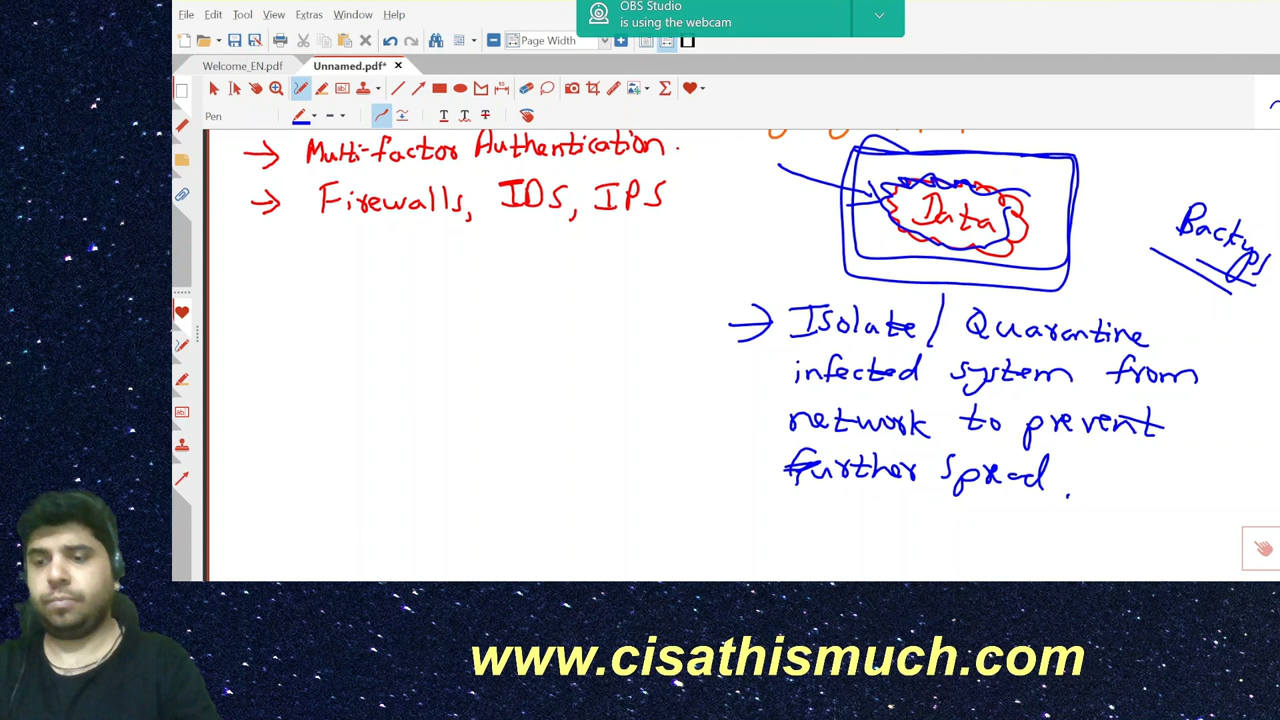 OBS Studio
is using the webcam
File Edit Tool View Extras Window Help
Page Width
Welcome_EN.pdf Unnamed.pdf*
Pen
T T T
→ Multi-factor Authentication.
→ Firewalls, IDS, IPS
Data
Backups
→ Isolate / Quarantine
infected system from
network to prevent
further spread.
www.cisathismuch.com